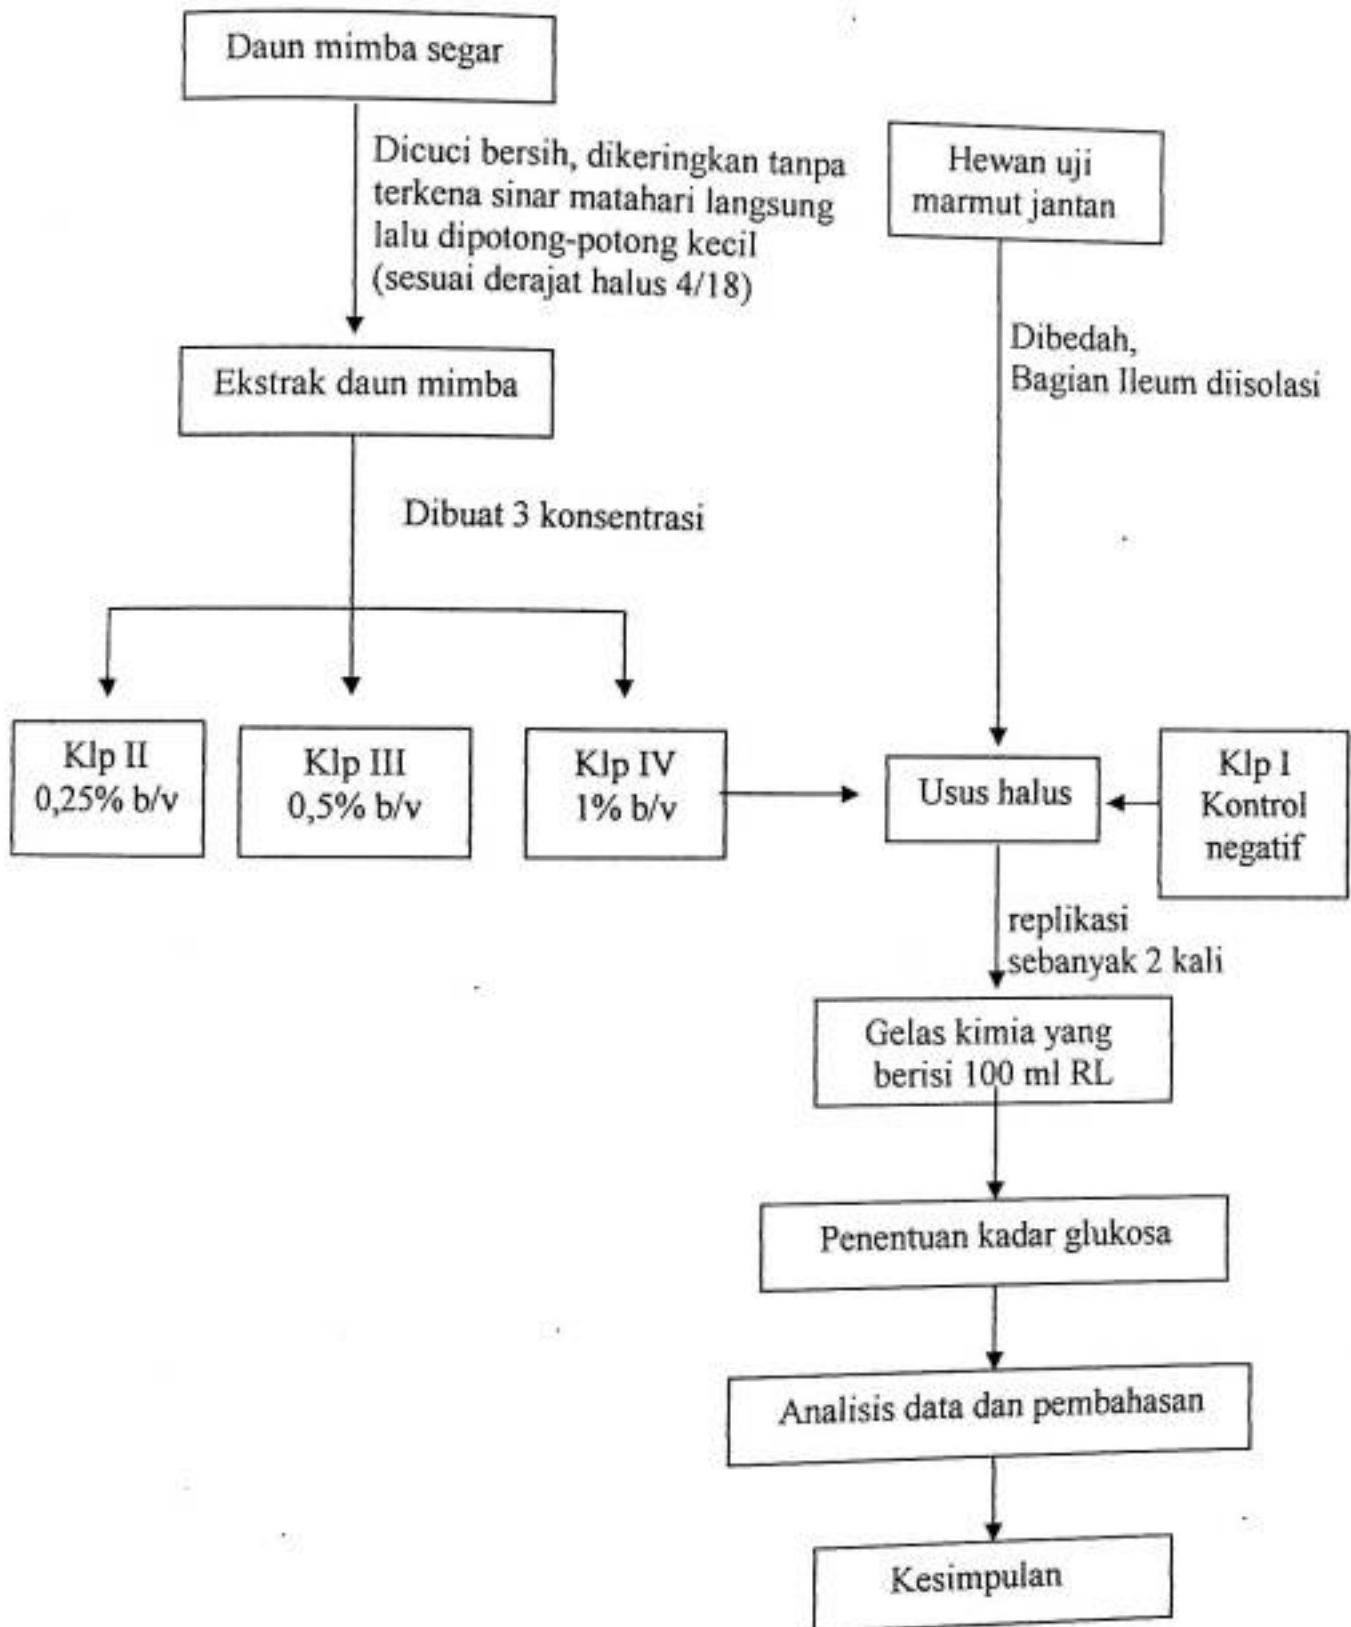 Daun mimba segar
Dicuci bersih, dikeringkan tanpa
terkena sinar matahari langsung
lalu dipotong-potong kecil
(sesuai derajat halus 4/18)
Hewan uji
marmut jantan
Dibedah,
Bagian Ileum diisolasi
Ekstrak daun mimba
Dibuat 3 konsentrasi
Klp II
0,25% b/v
Klp III
0,5% b/v
Klp IV
1% b/v
Usus halus
Klp I
Kontrol
negatif
replikasi
sebanyak 2 kali
Gelas kimia yang
berisi 100 ml RL
Penentuan kadar glukosa
Analisis data dan pembahasan
Kesimpulan